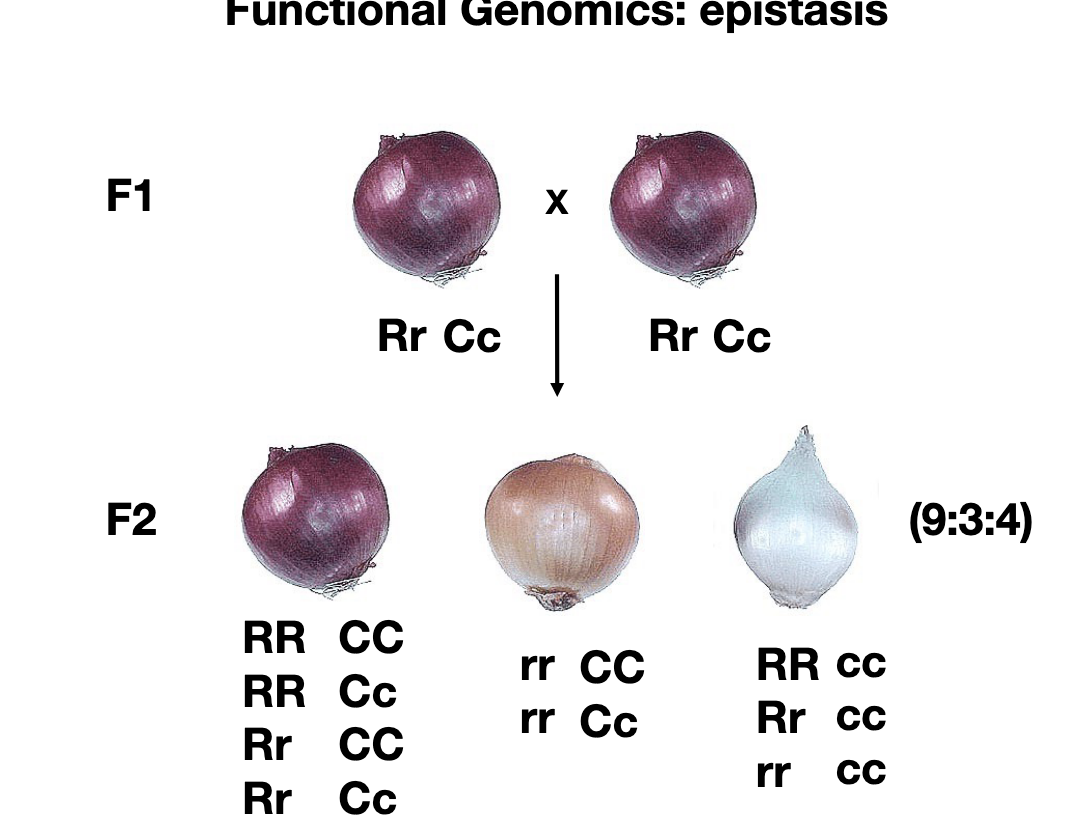 Functional Genomics: epistasis
F1
x
Rr Cc
Rr Cc
F2
(9:3:4)
RR CC
RR Cc
Rr CC
Rr Cc
rr CC
rr Cc
RR cc
Rr cc
rr cc